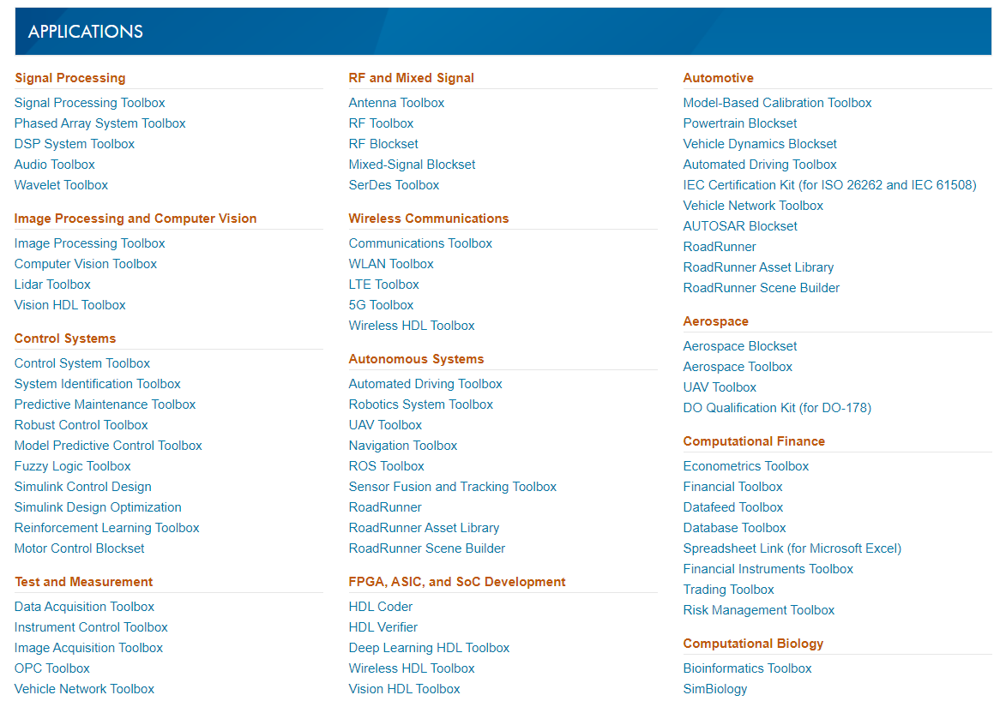 APPLICATIONS
Signal Processing
Signal Processing Toolbox
Phased Array System Toolbox
DSP System Toolbox
Audio Toolbox
Wavelet Toolbox
Image Processing and Computer Vision
Image Processing Toolbox
Computer Vision Toolbox
Lidar Toolbox
Vision HDL Toolbox
Control Systems
Control System Toolbox
System Identification Toolbox
Predictive Maintenance Toolbox
Robust Control Toolbox
Model Predictive Control Toolbox
Fuzzy Logic Toolbox
Simulink Control Design
Simulink Design Optimization
Reinforcement Learning Toolbox
Motor Control Blockset
Test and Measurement
Data Acquisition Toolbox
Instrument Control Toolbox
Image Acquisition Toolbox
OPC Toolbox
Vehicle Network Toolbox
RF and Mixed Signal
Antenna Toolbox
RF Toolbox
RF Blockset
Mixed-Signal Blockset
SerDes Toolbox
Wireless Communications
Communications Toolbox
WLAN Toolbox
LTE Toolbox
5G Toolbox
Wireless HDL Toolbox
Autonomous Systems
Automated Driving Toolbox
Robotics System Toolbox
UAV Toolbox
Navigation Toolbox
ROS Toolbox
Sensor Fusion and Tracking Toolbox
RoadRunner
RoadRunner Asset Library
RoadRunner Scene Builder
FPGA, ASIC, and SoC Development
HDL Coder
HDL Verifier
Deep Learning HDL Toolbox
Wireless HDL Toolbox
Vision HDL Toolbox
Automotive
Model-Based Calibration Toolbox
Powertrain Blockset
Vehicle Dynamics Blockset
Automated Driving Toolbox
IEC Certification Kit (for ISO 26262 and IEC 61508)
Vehicle Network Toolbox
AUTOSAR Blockset
RoadRunner
RoadRunner Asset Library
RoadRunner Scene Builder
Aerospace
Aerospace Blockset
Aerospace Toolbox
UAV Toolbox
DO Qualification Kit (for DO-178)
Computational Finance
Econometrics Toolbox
Financial Toolbox
Datafeed Toolbox
Database Toolbox
Spreadsheet Link (for Microsoft Excel)
Financial Instruments Toolbox
Trading Toolbox
Risk Management Toolbox
Computational Biology
Bioinformatics Toolbox
SimBiology